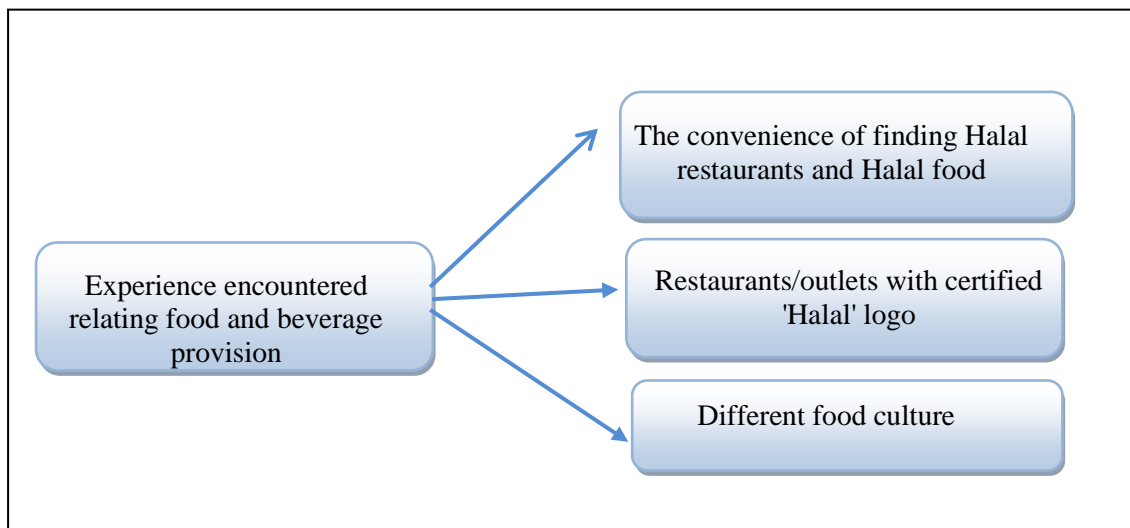 The convenience of finding Halal
restaurants and Halal food
Experience encountered
relating food and beverage
provision
Restaurants/outlets with certified
'Halal' logo
Different food culture